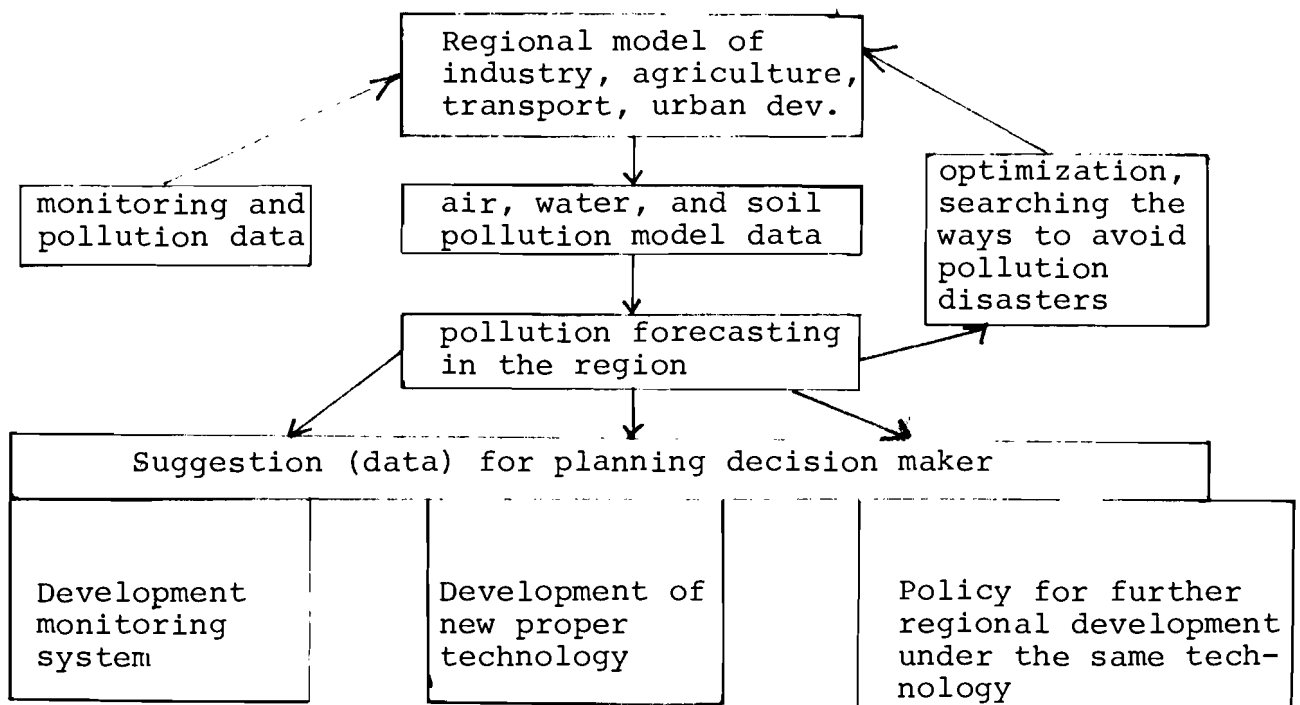 Regional model of
industry, agriculture,
transport, urban dev.
monitoring and
pollution data
air, water, and soil
pollution model data
optimization,
searching the
ways to avoid
pollution
disasters
pollution forecasting
in the region
Suggestion (data) for planning decision maker
Development
monitoring
system
Development of
new proper
technology
Policy for further
regional development
under the same tech-
nology